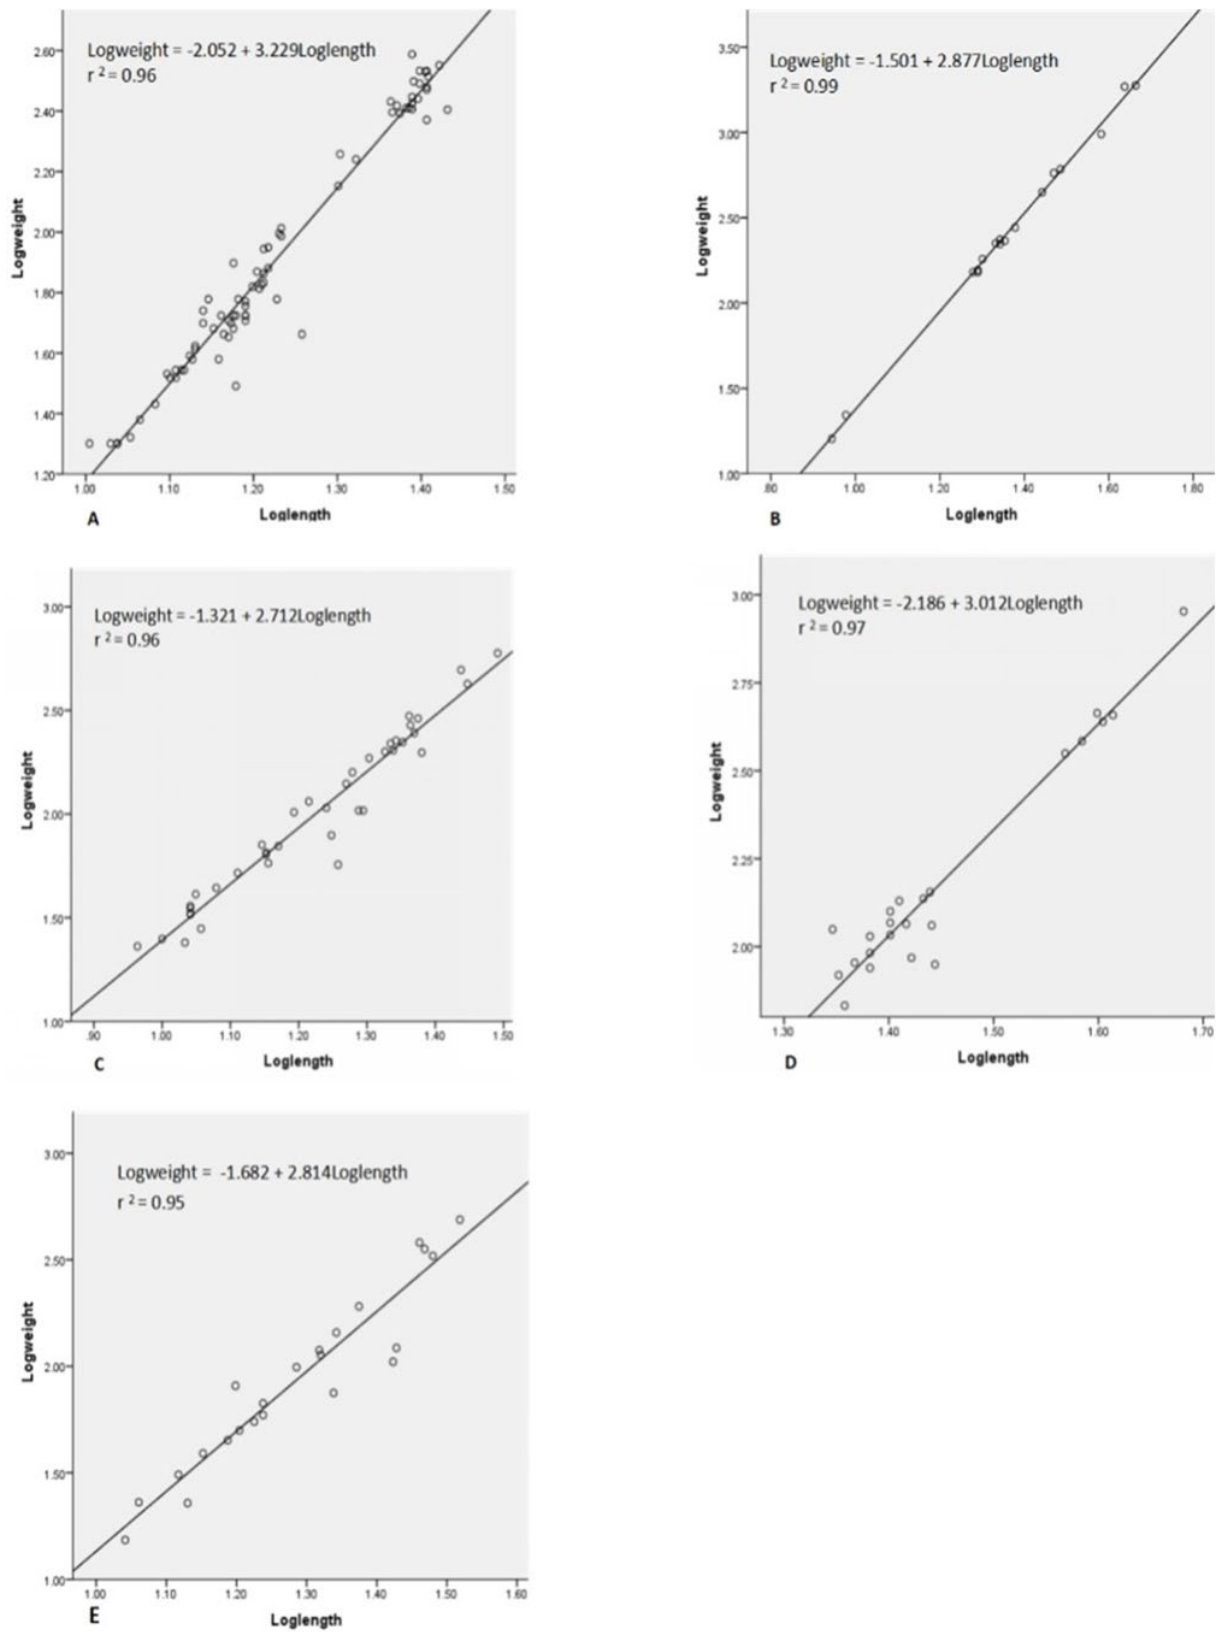 Logweight = -2.052 + 3.229Loglength
r 2 = 0.96
2.60
2.40
2.20
2.00
1.80
1.60
1.40
1.20
Logweight
1.00 1.10 1.20 1.30 1.40 1.50
Loglength
A
Logweight = -1.501 + 2.877Loglength
r 2 = 0.99
3.50
3.00
2.50
2.00
1.50
1.00
Logweight
.80 1.00 1.20 1.40 1.60 1.80
Loglength
B
Logweight = -1.321 + 2.712Loglength
r 2 = 0.96
3.00
2.50
2.00
1.50
1.00
Logweight
.90 1.00 1.10 1.20 1.30 1.40 1.50
Loglength
C
Logweight = -2.186 + 3.012Loglength
r 2 = 0.97
3.00
2.75
2.50
2.25
2.00
Logweight
1.30 1.40 1.50 1.60 1.70
Loglength
D
Logweight = -1.682 + 2.814Loglength
r 2 = 0.95
3.00
2.50
2.00
1.50
1.00
Logweight
1.00 1.10 1.20 1.30 1.40 1.50 1.60
Loglength
E